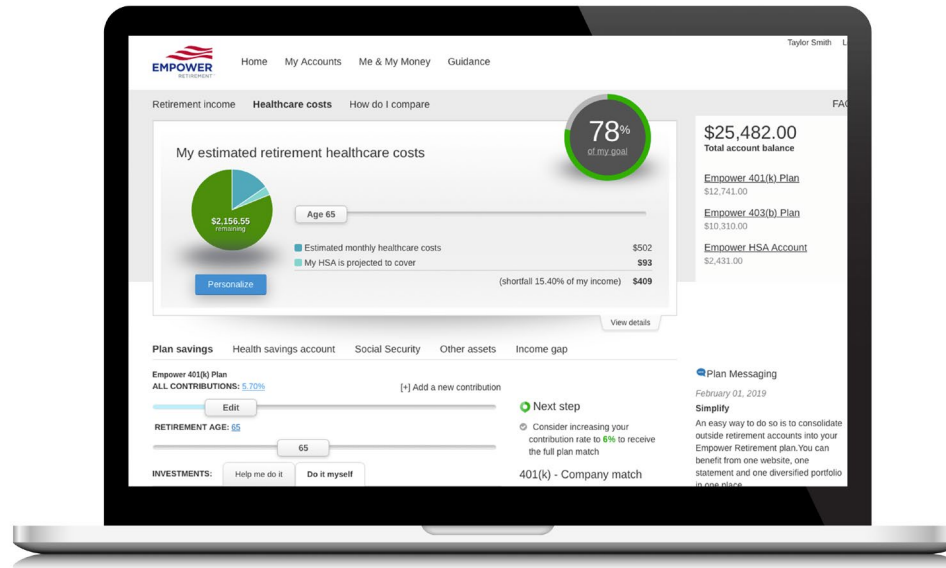 Taylor Smith
EMPOWER
RETIREMENT
Home My Accounts Me & My Money Guidance
Retirement income Healthcare costs How do I compare
My estimated retirement healthcare costs
78%
of my goal
$2,156.55
remaining
Age 65
Estimated monthly healthcare costs $502
My HSA is projected to cover $93
(shortfall 15.40% of my income) $409
Personalize
View details
$25,482.00
Total account balance
Empower 401(k) Plan
$12,741.00
Empower 403(b) Plan
$10,310.00
Empower HSA Account
$2,431.00
Plan savings Health savings account Social Security Other assets Income gap
Empower 401(k) Plan
ALL CONTRIBUTIONS: 5.70% [+] Add a new contribution
Edit
RETIREMENT AGE: 65
65
INVESTMENTS: Help me do it Do it myself
Next step
Consider increasing your
contribution rate to 6% to receive
the full plan match
401(k) - Company match
Plan Messaging
February 01, 2019
Simplify
An easy way to do so is to consolidate
outside retirement accounts into your
Empower Retirement plan.You can
benefit from one website, one
statement and one diversified portfolio
in one place